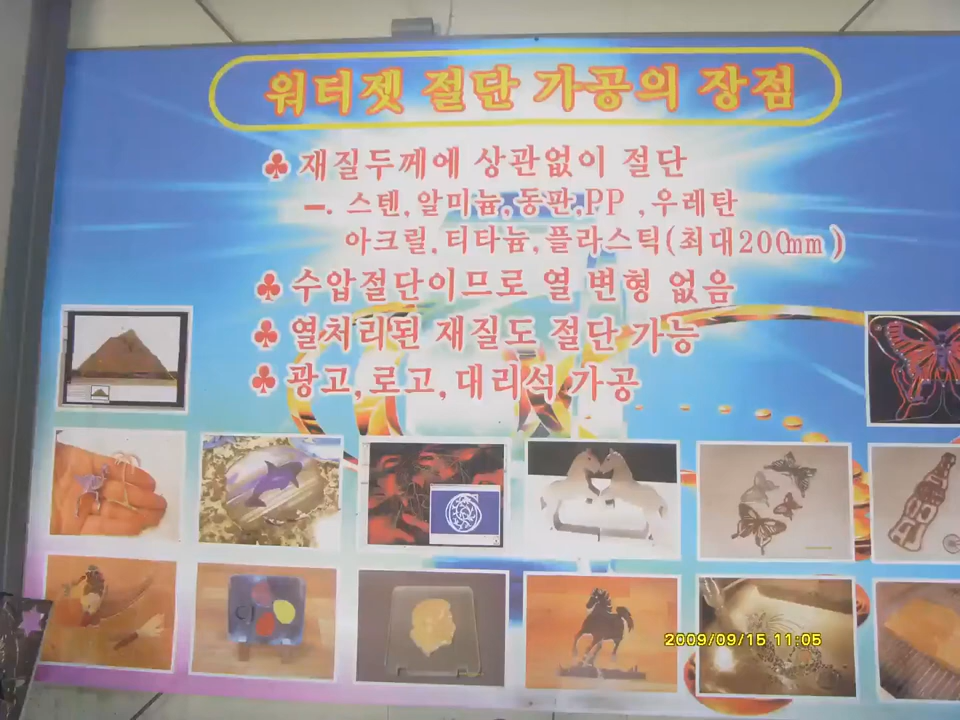 워터젯 절단 가공의 장점
♣ 재질두께에 상관없이 절단
-. 스텐,알미늄,동판,PP ,우레탄
아크릴,티타늄,플라스틱(최대200mm)
♣ 수압절단이므로 열 변형 없음
♣ 열처리된 재질도 절단 가능
♣ 광고,로고,대리석 가공
CJ
2009/09/15 11:05